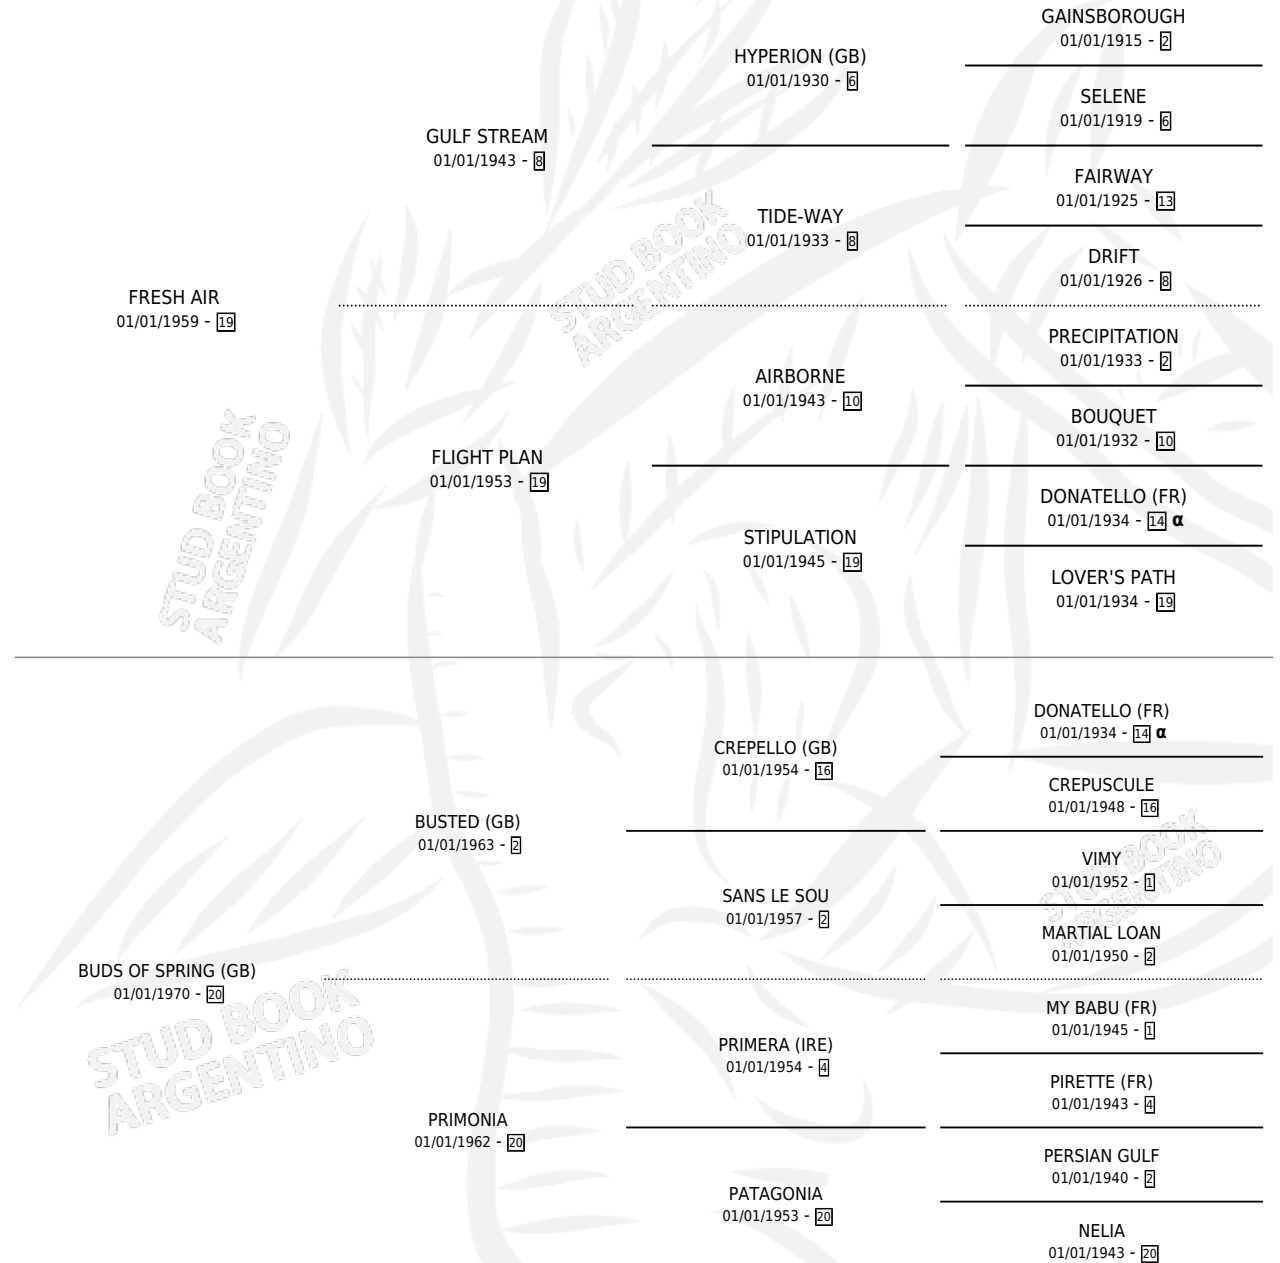 GAINSBOROUGH
01/01/1915 - 2
HYPERION (GB)
01/01/1930 - 6
SELENE
01/01/1919 - 6
GULF STREAM
01/01/1943 - 8
FAIRWAY
01/01/1925 - 13
TIDE-WAY
01/01/1933 - 8
STUD BOOK
ARGENTINO
DRIFT
01/01/1926 - 8
FRESH AIR
01/01/1959 - 19
PRECIPITATION
01/01/1933 - 2
AIRBORNE
01/01/1943 - 10
BOUQUET
01/01/1932 - 10
FLIGHT PLAN
01/01/1953 - 19
STUD BOOK
ARGENTINO
DONATELLO (FR)
01/01/1934 - 14 α
STIPULATION
01/01/1945 - 19
LOVER'S PATH
01/01/1934 - 19
DONATELLO (FR)
01/01/1934 - 14 α
CREPELLO (GB)
01/01/1954 - 16
CREPUSCULE
01/01/1948 - 16
BUSTED (GB)
01/01/1963 - 2
VIMY
01/01/1952 - 1
STUD BOOK
ARGENTINO
SANS LE SOU
01/01/1957 - 2
MARTIAL LOAN
01/01/1950 - 2
BUDS OF SPRING (GB)
01/01/1970 - 20
STUD BOOK
ARGENTINO
MY BABU (FR)
01/01/1945 - 1
PRIMERA (IRE)
01/01/1954 - 4
PIRETTE (FR)
01/01/1943 - 4
PRIMONIA
01/01/1962 - 20
PERSIAN GULF
01/01/1940 - 2
PATAGONIA
01/01/1953 - 20
NELIA
01/01/1943 - 20